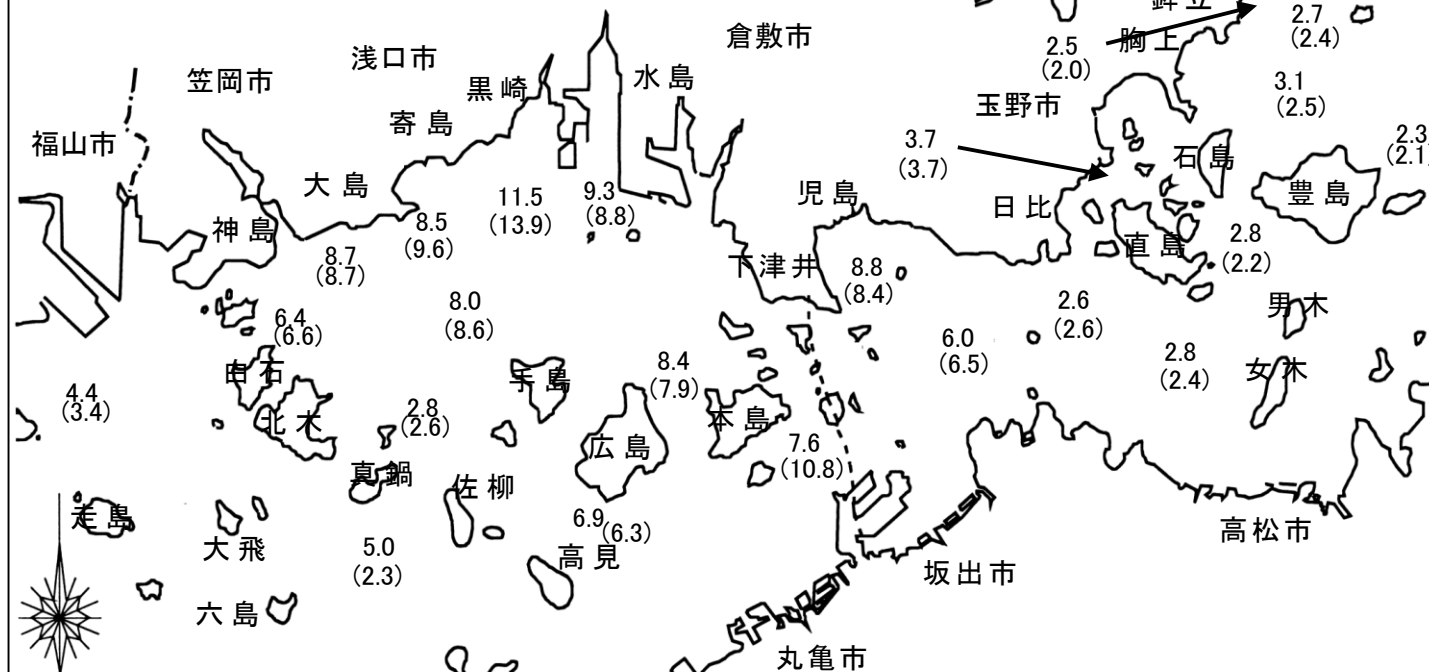 鉾立
2.7
(2.4)
倉敷市
2.5
(2.0)
胸上
浅口市
笠岡市
黒崎
水島
玉野市
3.1
(2.5)
寄島
福山市
3.7
(3.7)
石島
2.3
(2.1)
大島
11.5
(13.9)
9.3
(8.8)
児島
日比
豊島
神島
8.5
(9.6)
直島
2.8
(2.2)
8.7
(8.7)
下津井
8.8
(8.4)
6.4
(6.6)
8.0
(8.6)
2.6
(2.6)
男木
6.0
(6.5)
2.8
(2.4)
白石
手島
8.4
(7.9)
女木
4.4
(3.4)
北木
2.8
(2.6)
本島
広島
7.6
(10.8)
真鍋
佐柳
走島
6.9
(6.3)
高松市
大飛
5.0
(2.3)
高見
坂出市
六島
丸亀市